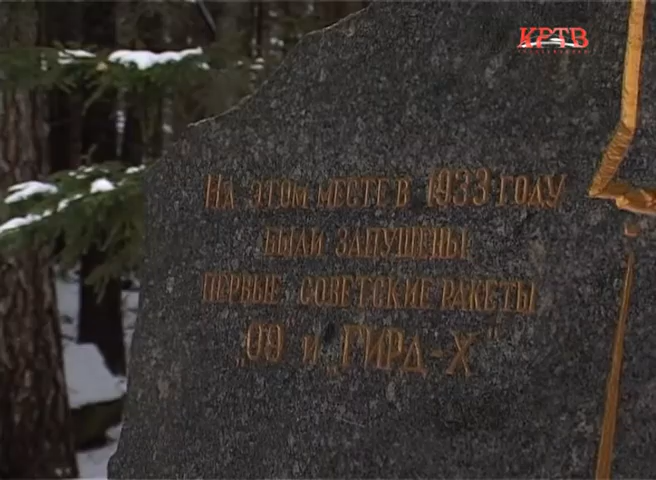 КРТВ
На этом месте в 1933 году
были запущены
первые советские ракеты
"09 и „ГИРД-Х"